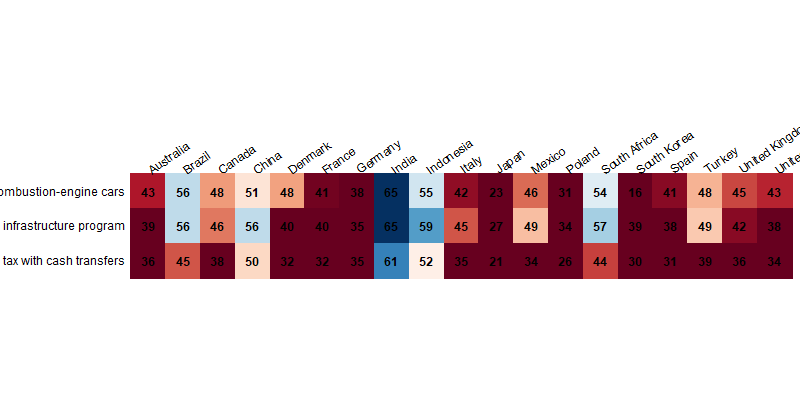 Australia Brazil Canada China Denmark France Germany India Indonesia Italy Japan Mexico Poland South Africa South Korea Spain Turkey United Kingdo United
combustion-engine cars 43 56 48 51 48 41 38 65 55 42 23 46 31 54 16 41 48 45 43
infrastructure program 39 56 46 56 40 40 35 65 59 45 27 49 34 57 39 38 49 42 38
tax with cash transfers 36 45 38 50 32 32 35 61 52 35 21 34 26 44 30 31 39 36 34